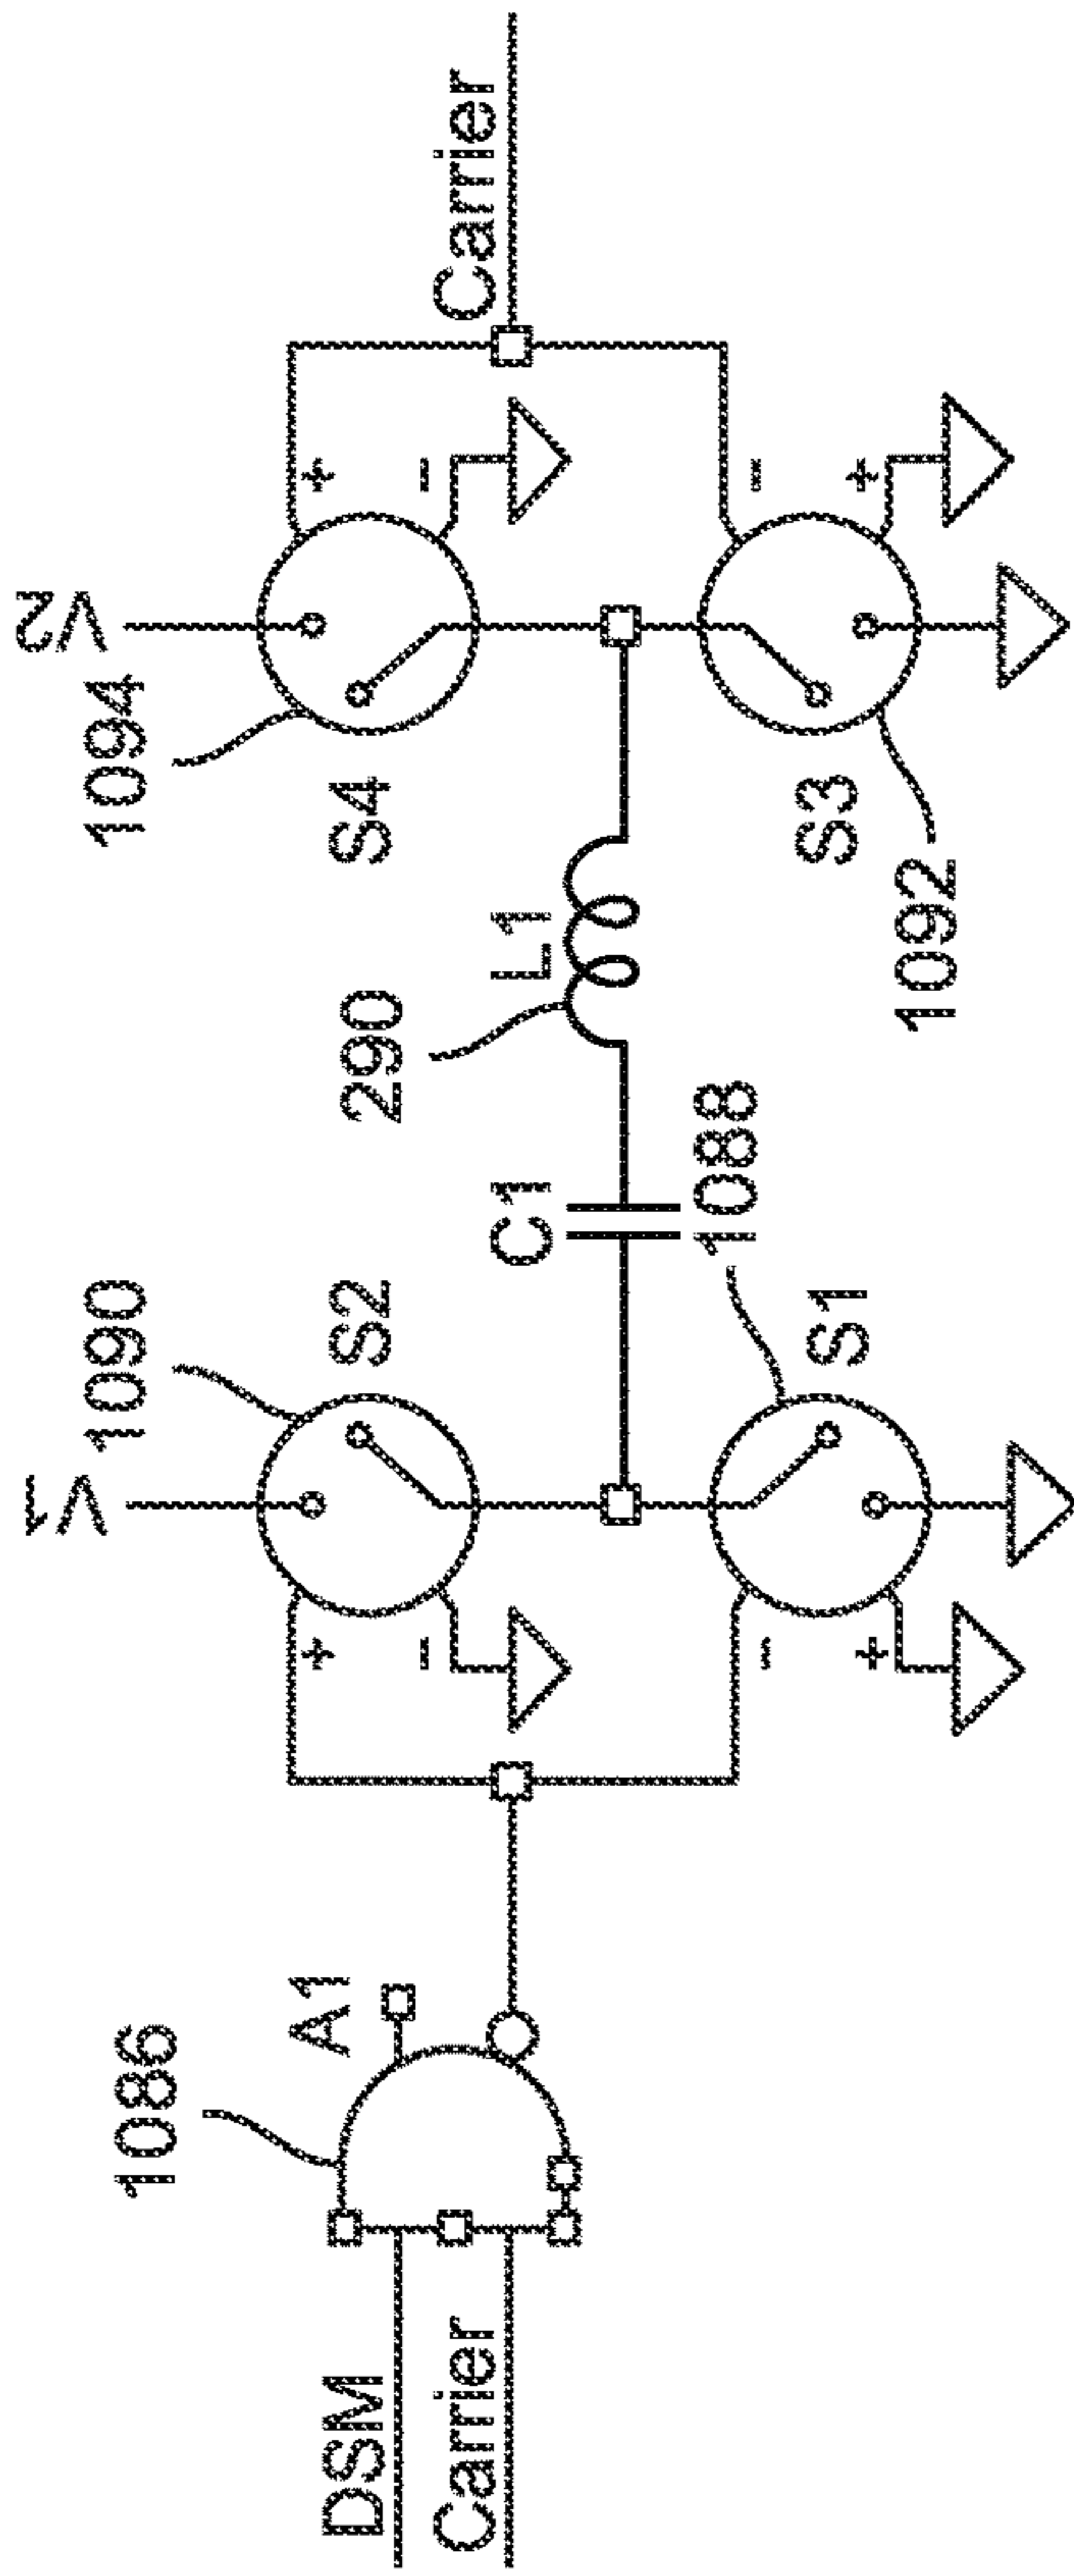 V1
V2
1090
1094
S2
S4
1086
A1
290
DSM
Carrier
C1
L1
Carrier
+
-
+
-
1088
S1
S3
1092
-
+
-
+